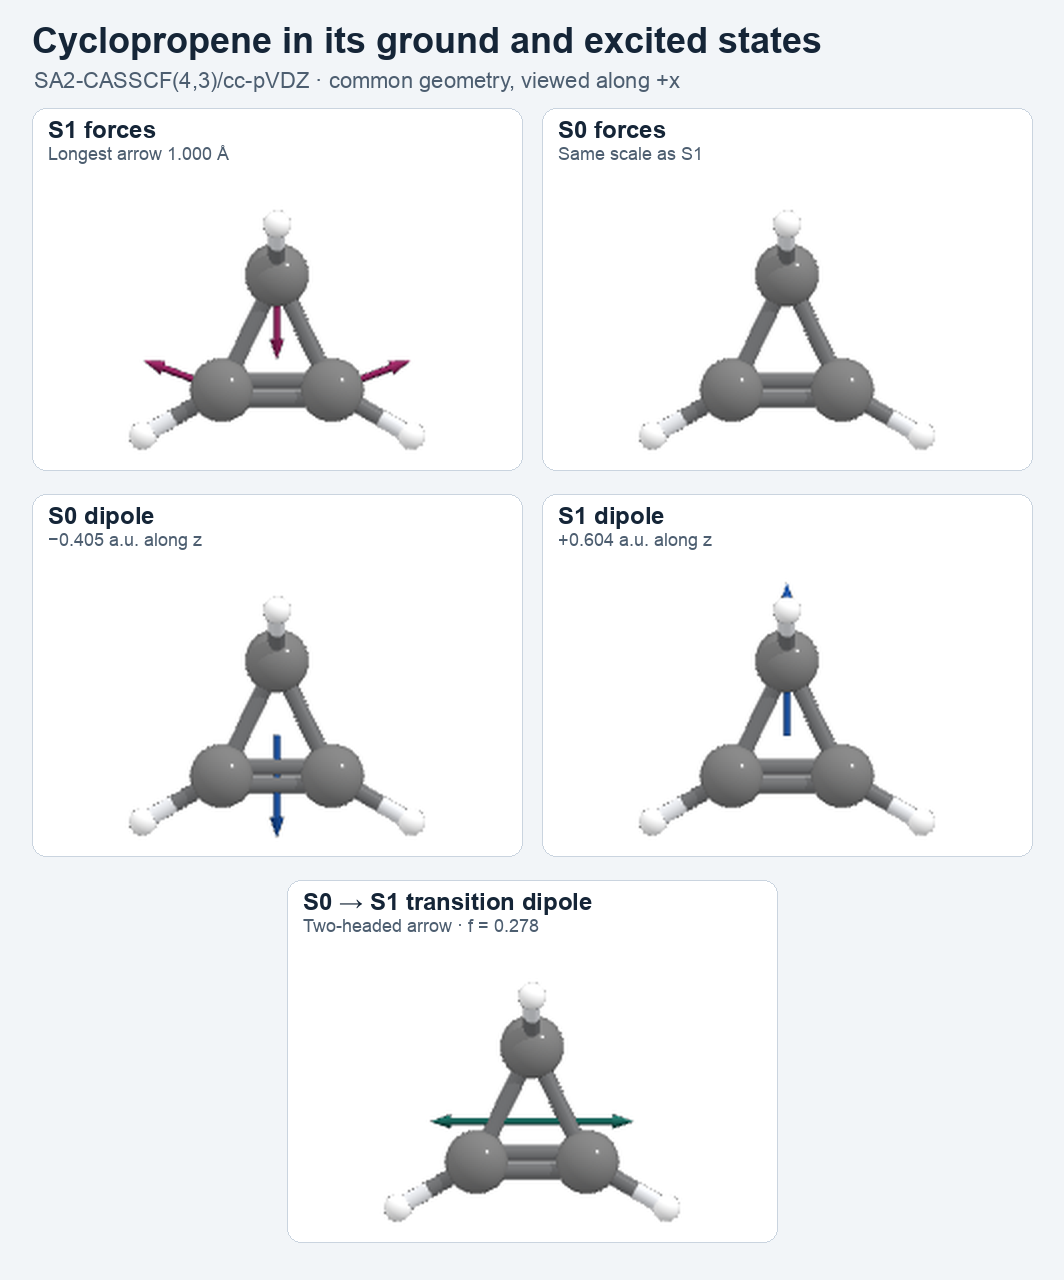 Cyclopropene in its ground and excited states
SA2-CASSCF(4,3)/cc-pVDZ · common geometry, viewed along +x
S1 forces
Longest arrow 1.000 Å
S0 forces
Same scale as S1
S0 dipole
−0.405 a.u. along z
S1 dipole
+0.604 a.u. along z
S0 → S1 transition dipole
Two-headed arrow · f = 0.278